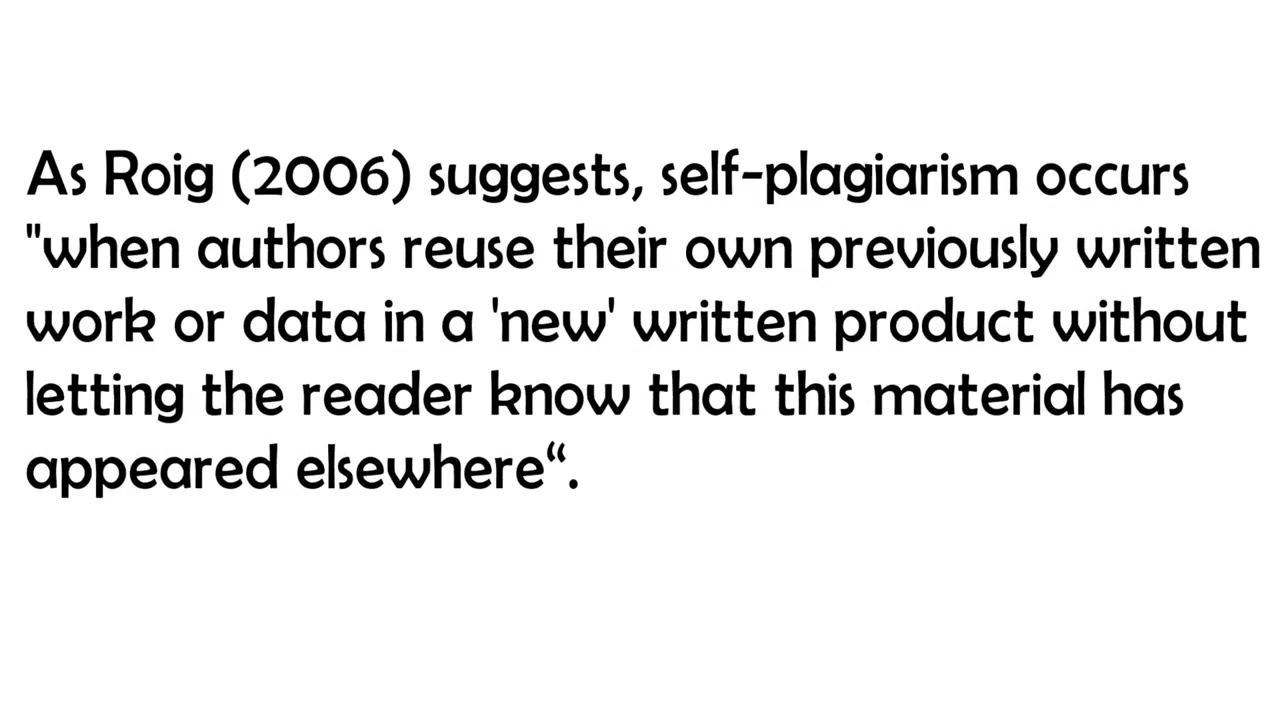 As Roig (2006) suggests, self-plagiarism occurs
"when authors reuse their own previously written
work or data in a 'new' written product without
letting the reader know that this material has
appeared elsewhere“.